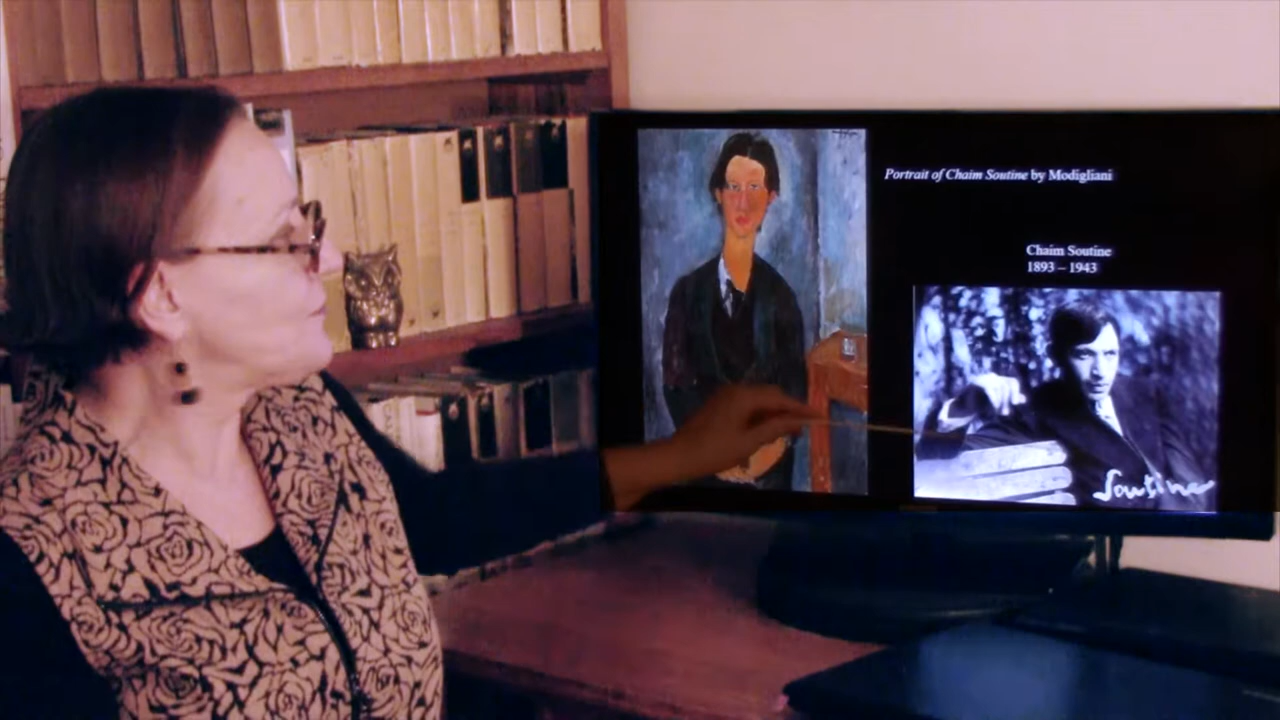 Portrait of Chaim Soutine by Modigliani
Chaim Soutine
1893 – 1943
Soutine